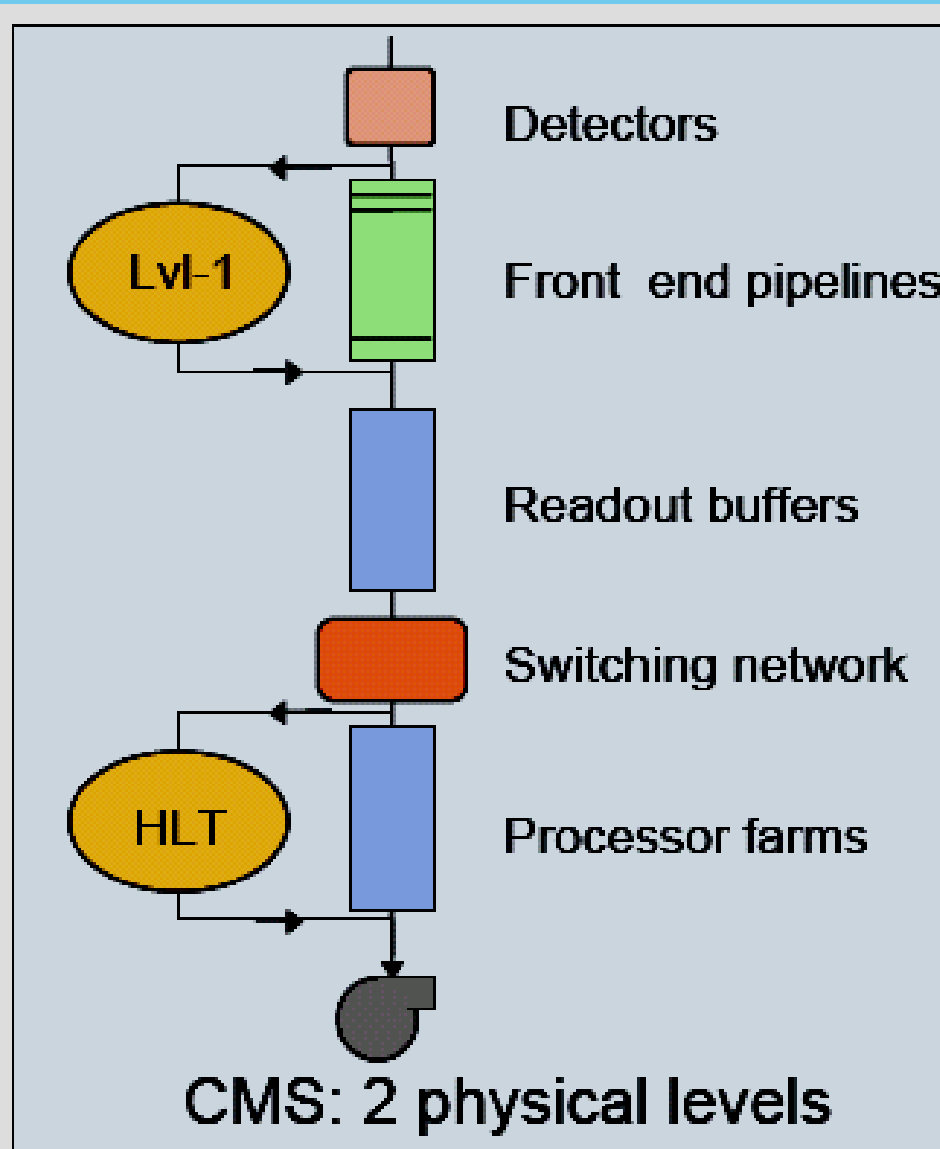 Detectors
Lvl-1
Front end pipelines
Readout buffers
Switching network
HLT
Processor farms
CMS: 2 physical levels